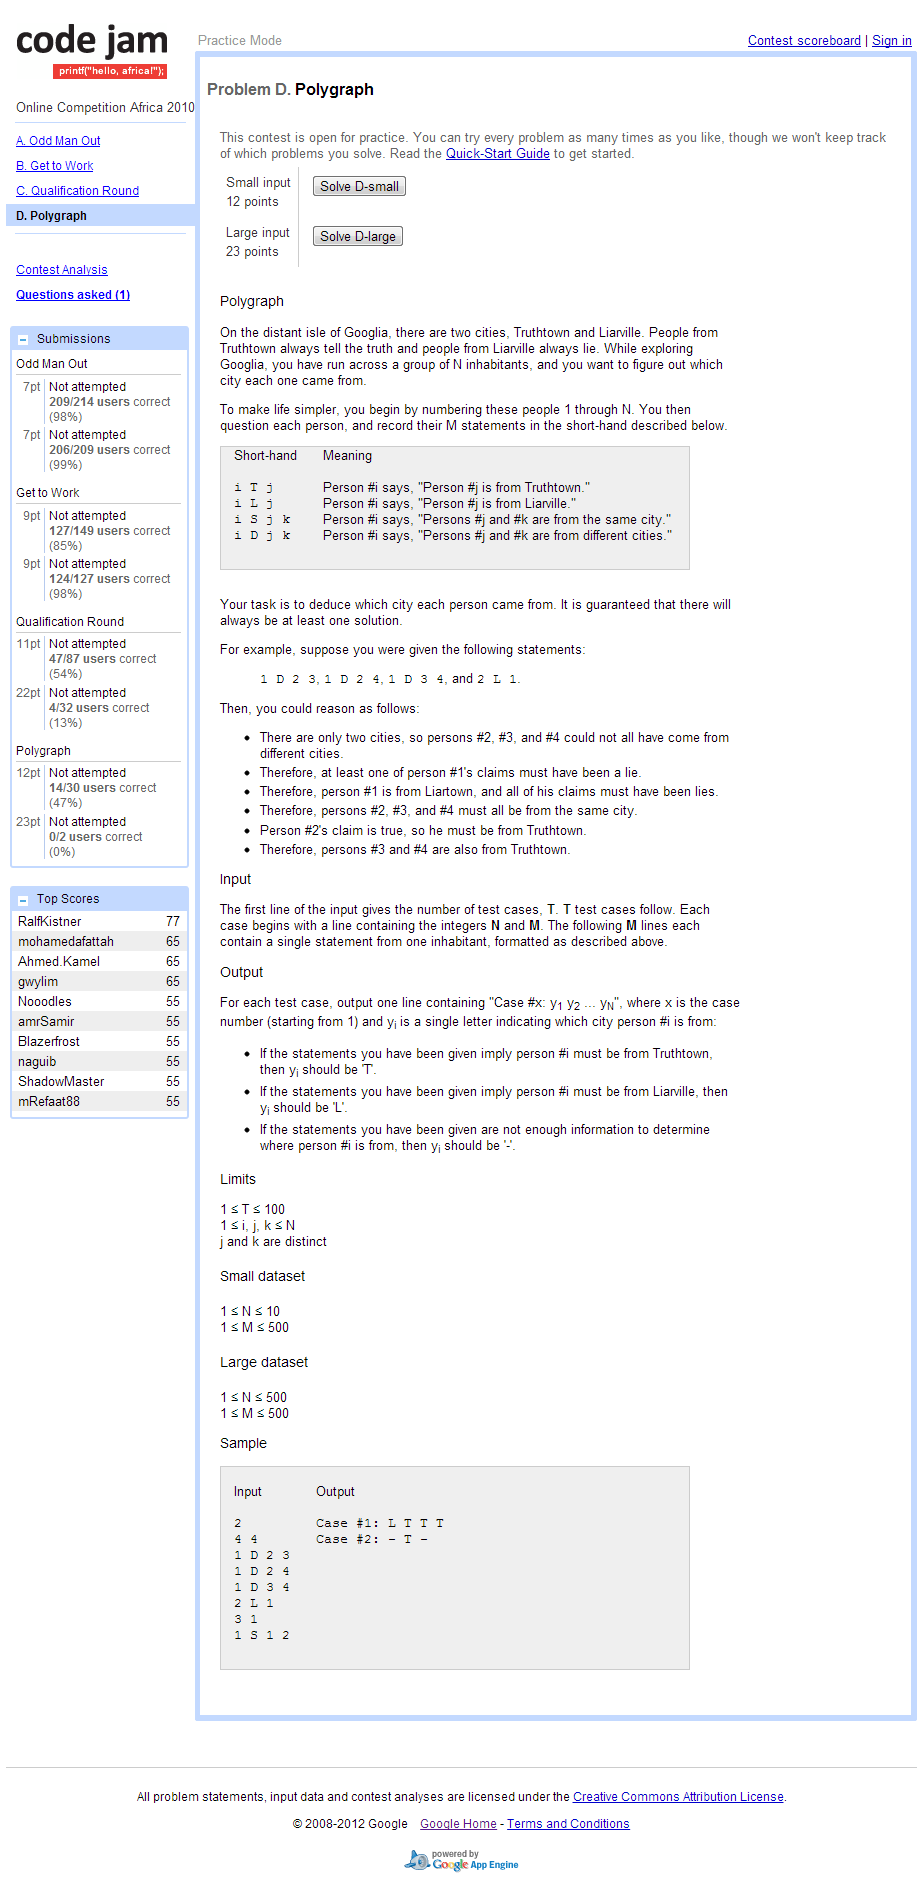 code jam
printf("hello, africa!");
Practice Mode
Contest scoreboard | Sign in
Online Competition Africa 2010
A. Odd Man Out
B. Get to Work
C. Qualification Round
D. Polygraph
Contest Analysis
Questions asked (1)
Submissions
Odd Man Out
7pt Not attempted
209/214 users correct
(98%)
7pt Not attempted
206/209 users correct
(99%)
Get to Work
9pt Not attempted
127/149 users correct
(85%)
9pt Not attempted
124/127 users correct
(98%)
Qualification Round
11pt Not attempted
47/87 users correct
(54%)
22pt Not attempted
4/32 users correct
(13%)
Polygraph
12pt Not attempted
14/30 users correct
(47%)
23pt Not attempted
0/2 users correct
(0%)
Top Scores
RalfKistner 77
mohamedafattah 65
Ahmed.Kamel 65
gwylim 65
Nooodles 55
amrSamir 55
Blazerfrost 55
naguib 55
ShadowMaster 55
mRefaat88 55
Problem D. Polygraph
This contest is open for practice. You can try every problem as many times as you like, though we won't keep track
of which problems you solve. Read the Quick-Start Guide to get started.
Small input
12 points
Solve D-small
Large input
23 points
Solve D-large
Polygraph
On the distant isle of Googlia, there are two cities, Truthtown and Liarville. People from
Truthtown always tell the truth and people from Liarville always lie. While exploring
Googlia, you have run across a group of N inhabitants, and you want to figure out which
city each one came from.
To make life simpler, you begin by numbering these people 1 through N. You then
question each person, and record their M statements in the short-hand described below.
Short-hand Meaning
i T j Person #i says, "Person #j is from Truthtown."
i L j Person #i says, "Person #j is from Liarville."
i S j k Person #i says, "Persons #j and #k are from the same city."
i D j k Person #i says, "Persons #j and #k are from different cities."
Your task is to deduce which city each person came from. It is guaranteed that there will
always be at least one solution.
For example, suppose you were given the following statements:
1 D 2 3, 1 D 2 4, 1 D 3 4, and 2 L 1.
Then, you could reason as follows:
• There are only two cities, so persons #2, #3, and #4 could not all have come from
different cities.
• Therefore, at least one of person #1's claims must have been a lie.
• Therefore, person #1 is from Liartown, and all of his claims must have been lies.
• Therefore, persons #2, #3, and #4 must all be from the same city.
• Person #2's claim is true, so he must be from Truthtown.
• Therefore, persons #3 and #4 are also from Truthtown.
Input
The first line of the input gives the number of test cases, T. T test cases follow. Each
case begins with a line containing the integers N and M. The following M lines each
contain a single statement from one inhabitant, formatted as described above.
Output
For each test case, output one line containing "Case #x: y1 y2 ... yN", where x is the case
number (starting from 1) and yi is a single letter indicating which city person #i is from:
• If the statements you have been given imply person #i must be from Truthtown,
then yi should be 'T'.
• If the statements you have been given imply person #i must be from Liarville, then
yi should be 'L'.
• If the statements you have been given are not enough information to determine
where person #i is from, then yi should be '-'.
Limits
1 ≤ T ≤ 100
1 ≤ i, j, k ≤ N
j and k are distinct
Small dataset
1 ≤ N ≤ 10
1 ≤ M ≤ 500
Large dataset
1 ≤ N ≤ 500
1 ≤ M ≤ 500
Sample
Input Output
2 Case #1: L T T T
4 4 Case #2: - T -
1 D 2 3
1 D 2 4
1 D 3 4
2 L 1
3 1
1 S 1 2
All problem statements, input data and contest analyses are licensed under the Creative Commons Attribution License.
© 2008-2012 Google Google Home - Terms and Conditions
powered by
Google App Engine